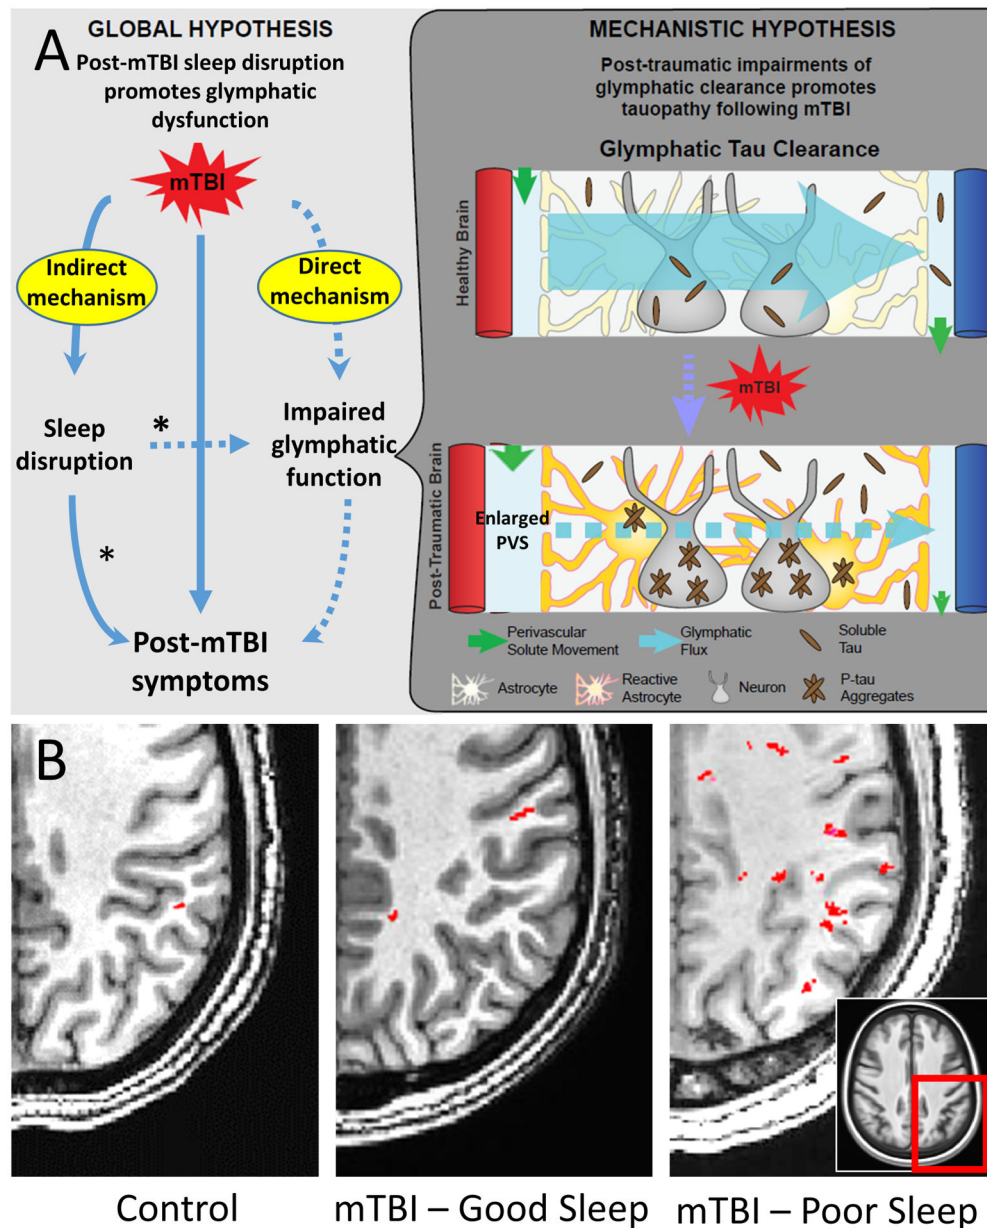 A
GLOBAL HYPOTHESIS
Post-mTBI sleep disruption
promotes glymphatic
dysfunction
mTBI
Indirect
mechanism
Direct
mechanism
Sleep
disruption
*
Impaired
glymphatic
function
*
Post-mTBI
symptoms
MECHANISTIC HYPOTHESIS
Post-traumatic impairments of
glymphatic clearance promotes
tauopathy following mTBI
Glymphatic Tau Clearance
Healthy Brain
mTBI
Post-Traumatic Brain
Enlarged
PVS
Perivascular
Solute Movement
Glymphatic
Flux
Soluble
Tau
Astrocyte
Reactive
Astrocyte
Neuron
P-tau
Aggregates
B
Control
mTBI – Good Sleep
mTBI – Poor Sleep